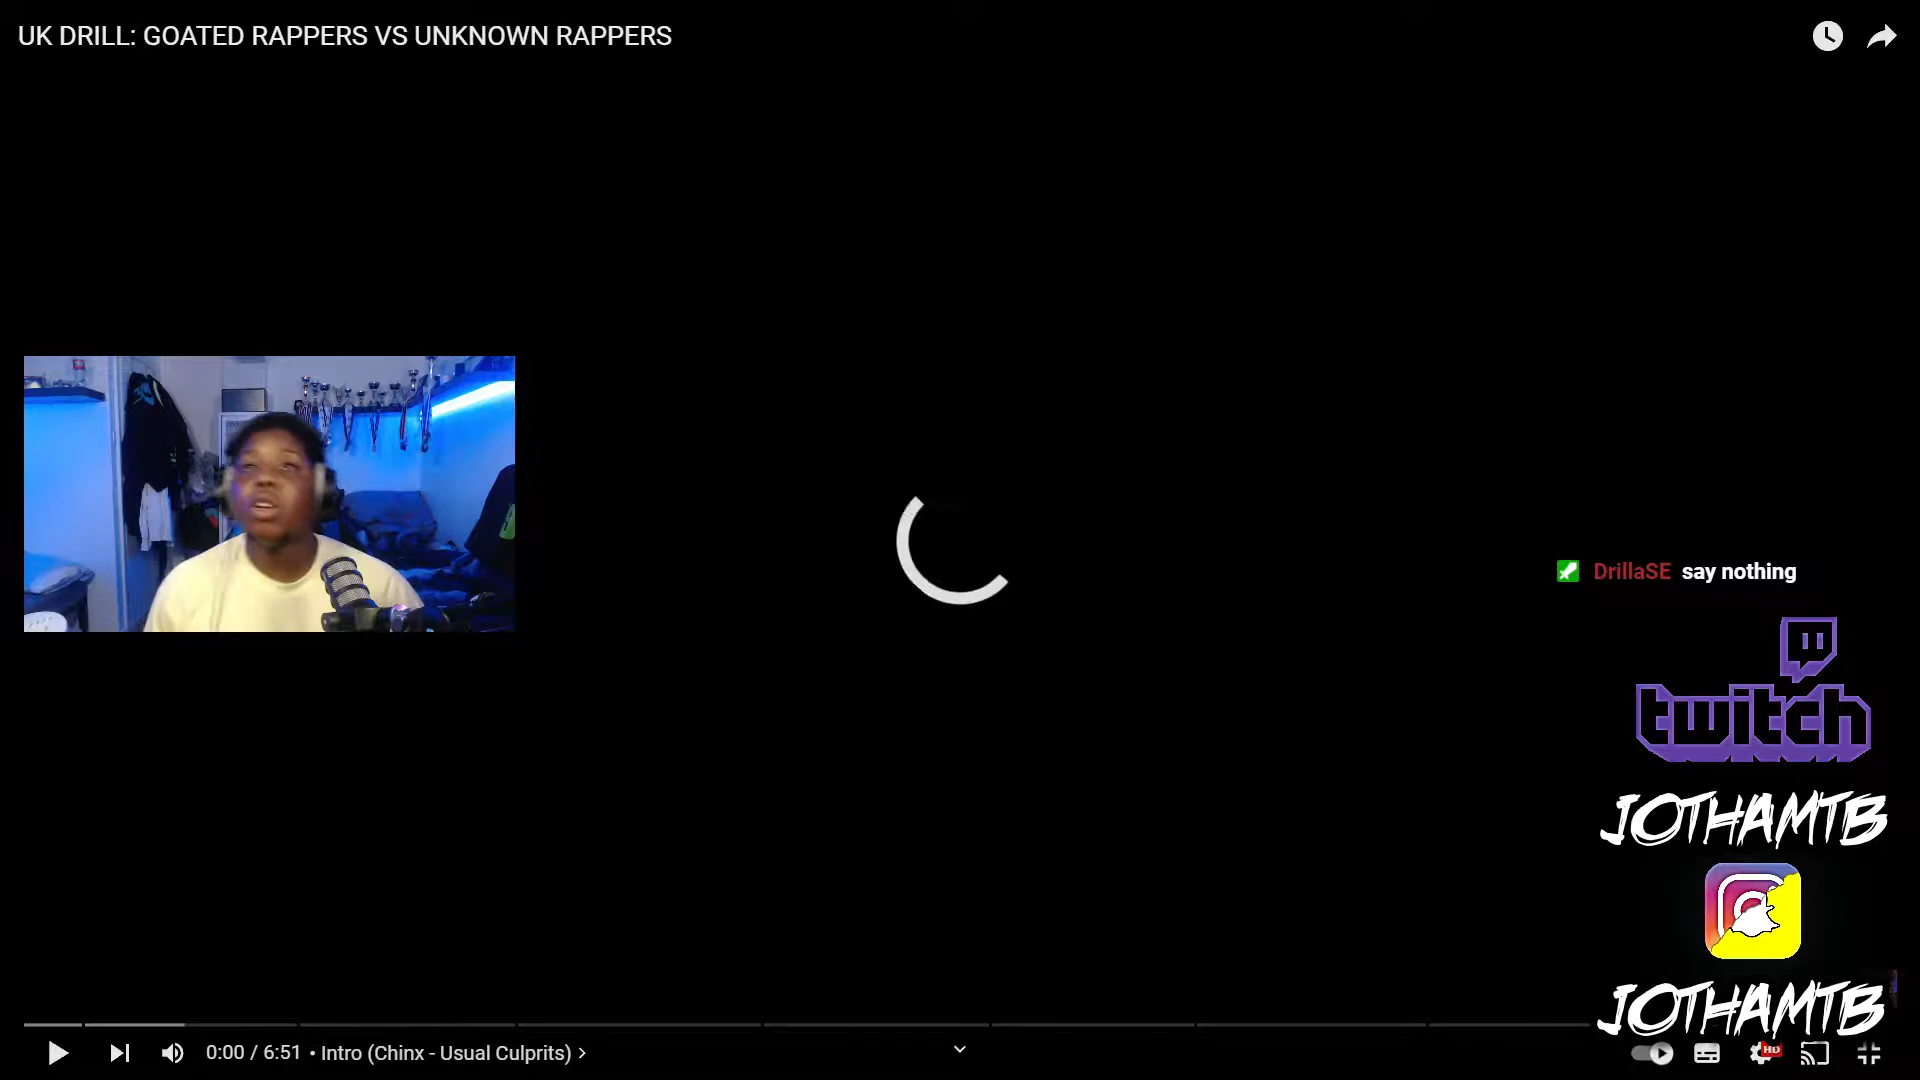 UK DRILL: GOATED RAPPERS VS UNKNOWN RAPPERS
DrillaSE say nothing
twitch
JOTHAMTB
JOTHAMTB
0:00 / 6:51 • Intro (Chinx - Usual Culprits)
HD